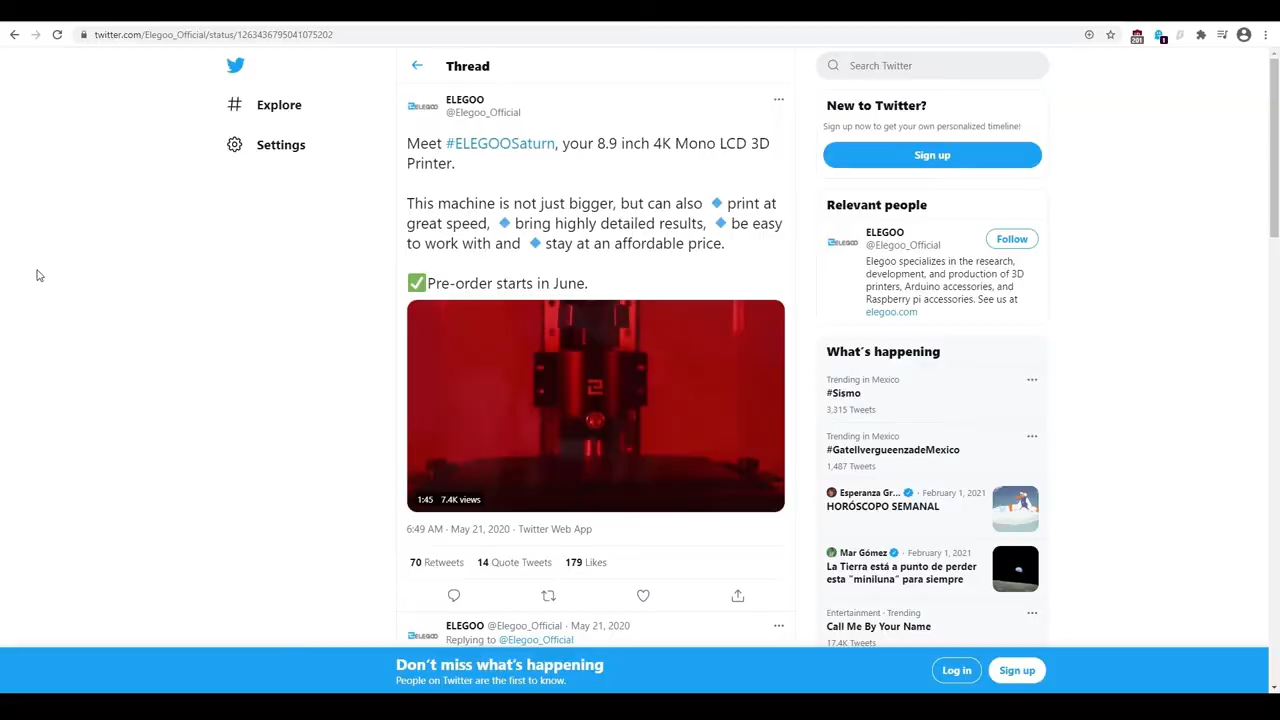 twitter.com/Elegoo_Official/status/1263436795041075202
201
1
Explore
Settings
Thread
ELEGOO
ELEGOO
@Elegoo_Official
Meet #ELEGOOSaturn, your 8.9 inch 4K Mono LCD 3D
Printer.
This machine is not just bigger, but can also 🔹 print at
great speed, 🔹 bring highly detailed results, 🔹 be easy
to work with and 🔹 stay at an affordable price.
✅Pre-order starts in June.
1:45 7.4K views
6:49 AM · May 21, 2020 · Twitter Web App
70 Retweets 14 Quote Tweets 179 Likes
ELEGOO
ELEGOO @Elegoo_Official · May 21, 2020
Replying to @Elegoo_Official
Search Twitter
New to Twitter?
Sign up now to get your own personalized timeline!
Sign up
Relevant people
ELEGOO
ELEGOO
@Elegoo_Official
Follow
Elegoo specializes in the research,
development, and production of 3D
printers, Arduino accessories, and
Raspberry pi accessories. See us at
elegoo.com
What's happening
Trending in Mexico
#Sismo
3,315 Tweets
Trending in Mexico
#GatellvergueenzadeMexico
1,487 Tweets
Esperanza Gr... · February 1, 2021
HORÓSCOPO SEMANAL
Mar Gómez · February 1, 2021
La Tierra está a punto de perder
esta "miniluna" para siempre
Entertainment · Trending
Call Me By Your Name
17.4K Tweets
Don't miss what's happening
People on Twitter are the first to know.
Log in
Sign up